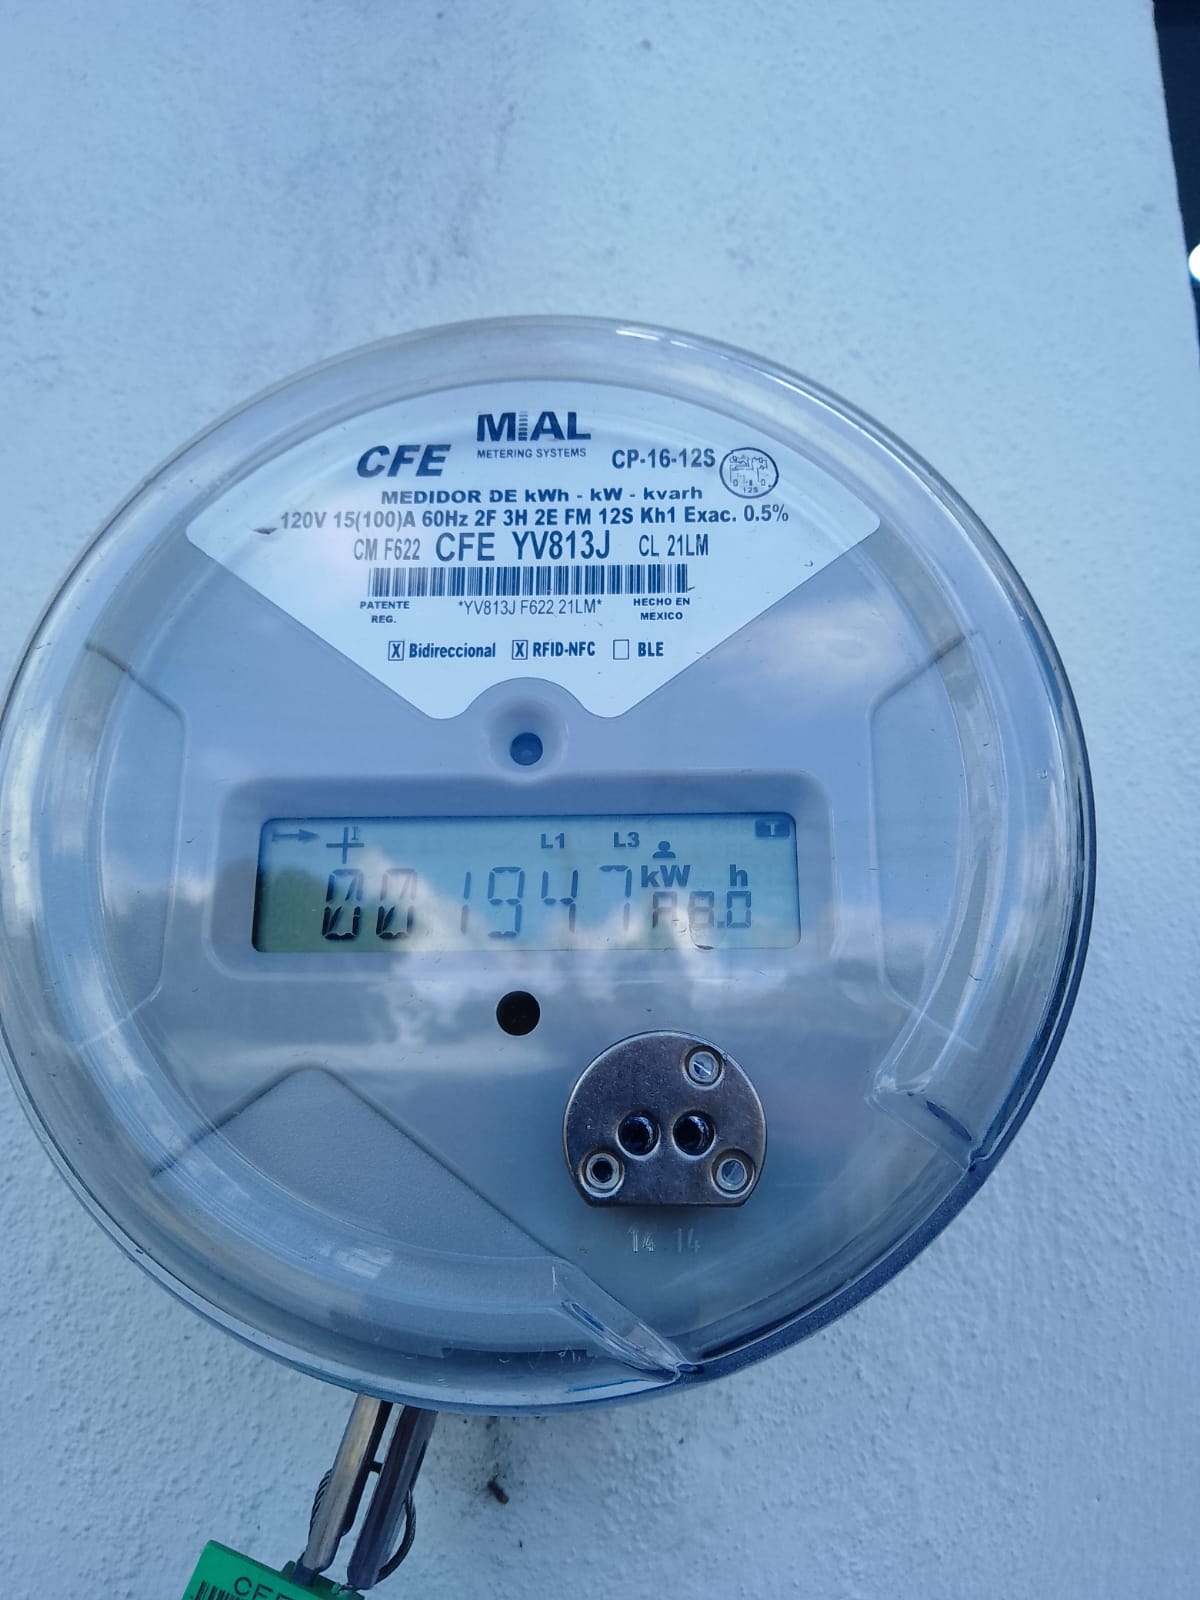 MIAL
METERING SYSTEMS
CFE
CP-16-12S
12S
MEDIDOR DE kWh - kW - kvarh
120V 15(100)A 60Hz 2F 3H 2E FM 12S Kh1 Exac. 0.5%
CM F622 CFE YV813J CL 21LM
PATENTE REG.
*YV813J F622 21LM*
HECHO EN MEXICO
X Bidireccional X RFID-NFC BLE
L1 L3 T
001947 kW h
14 14
CFE